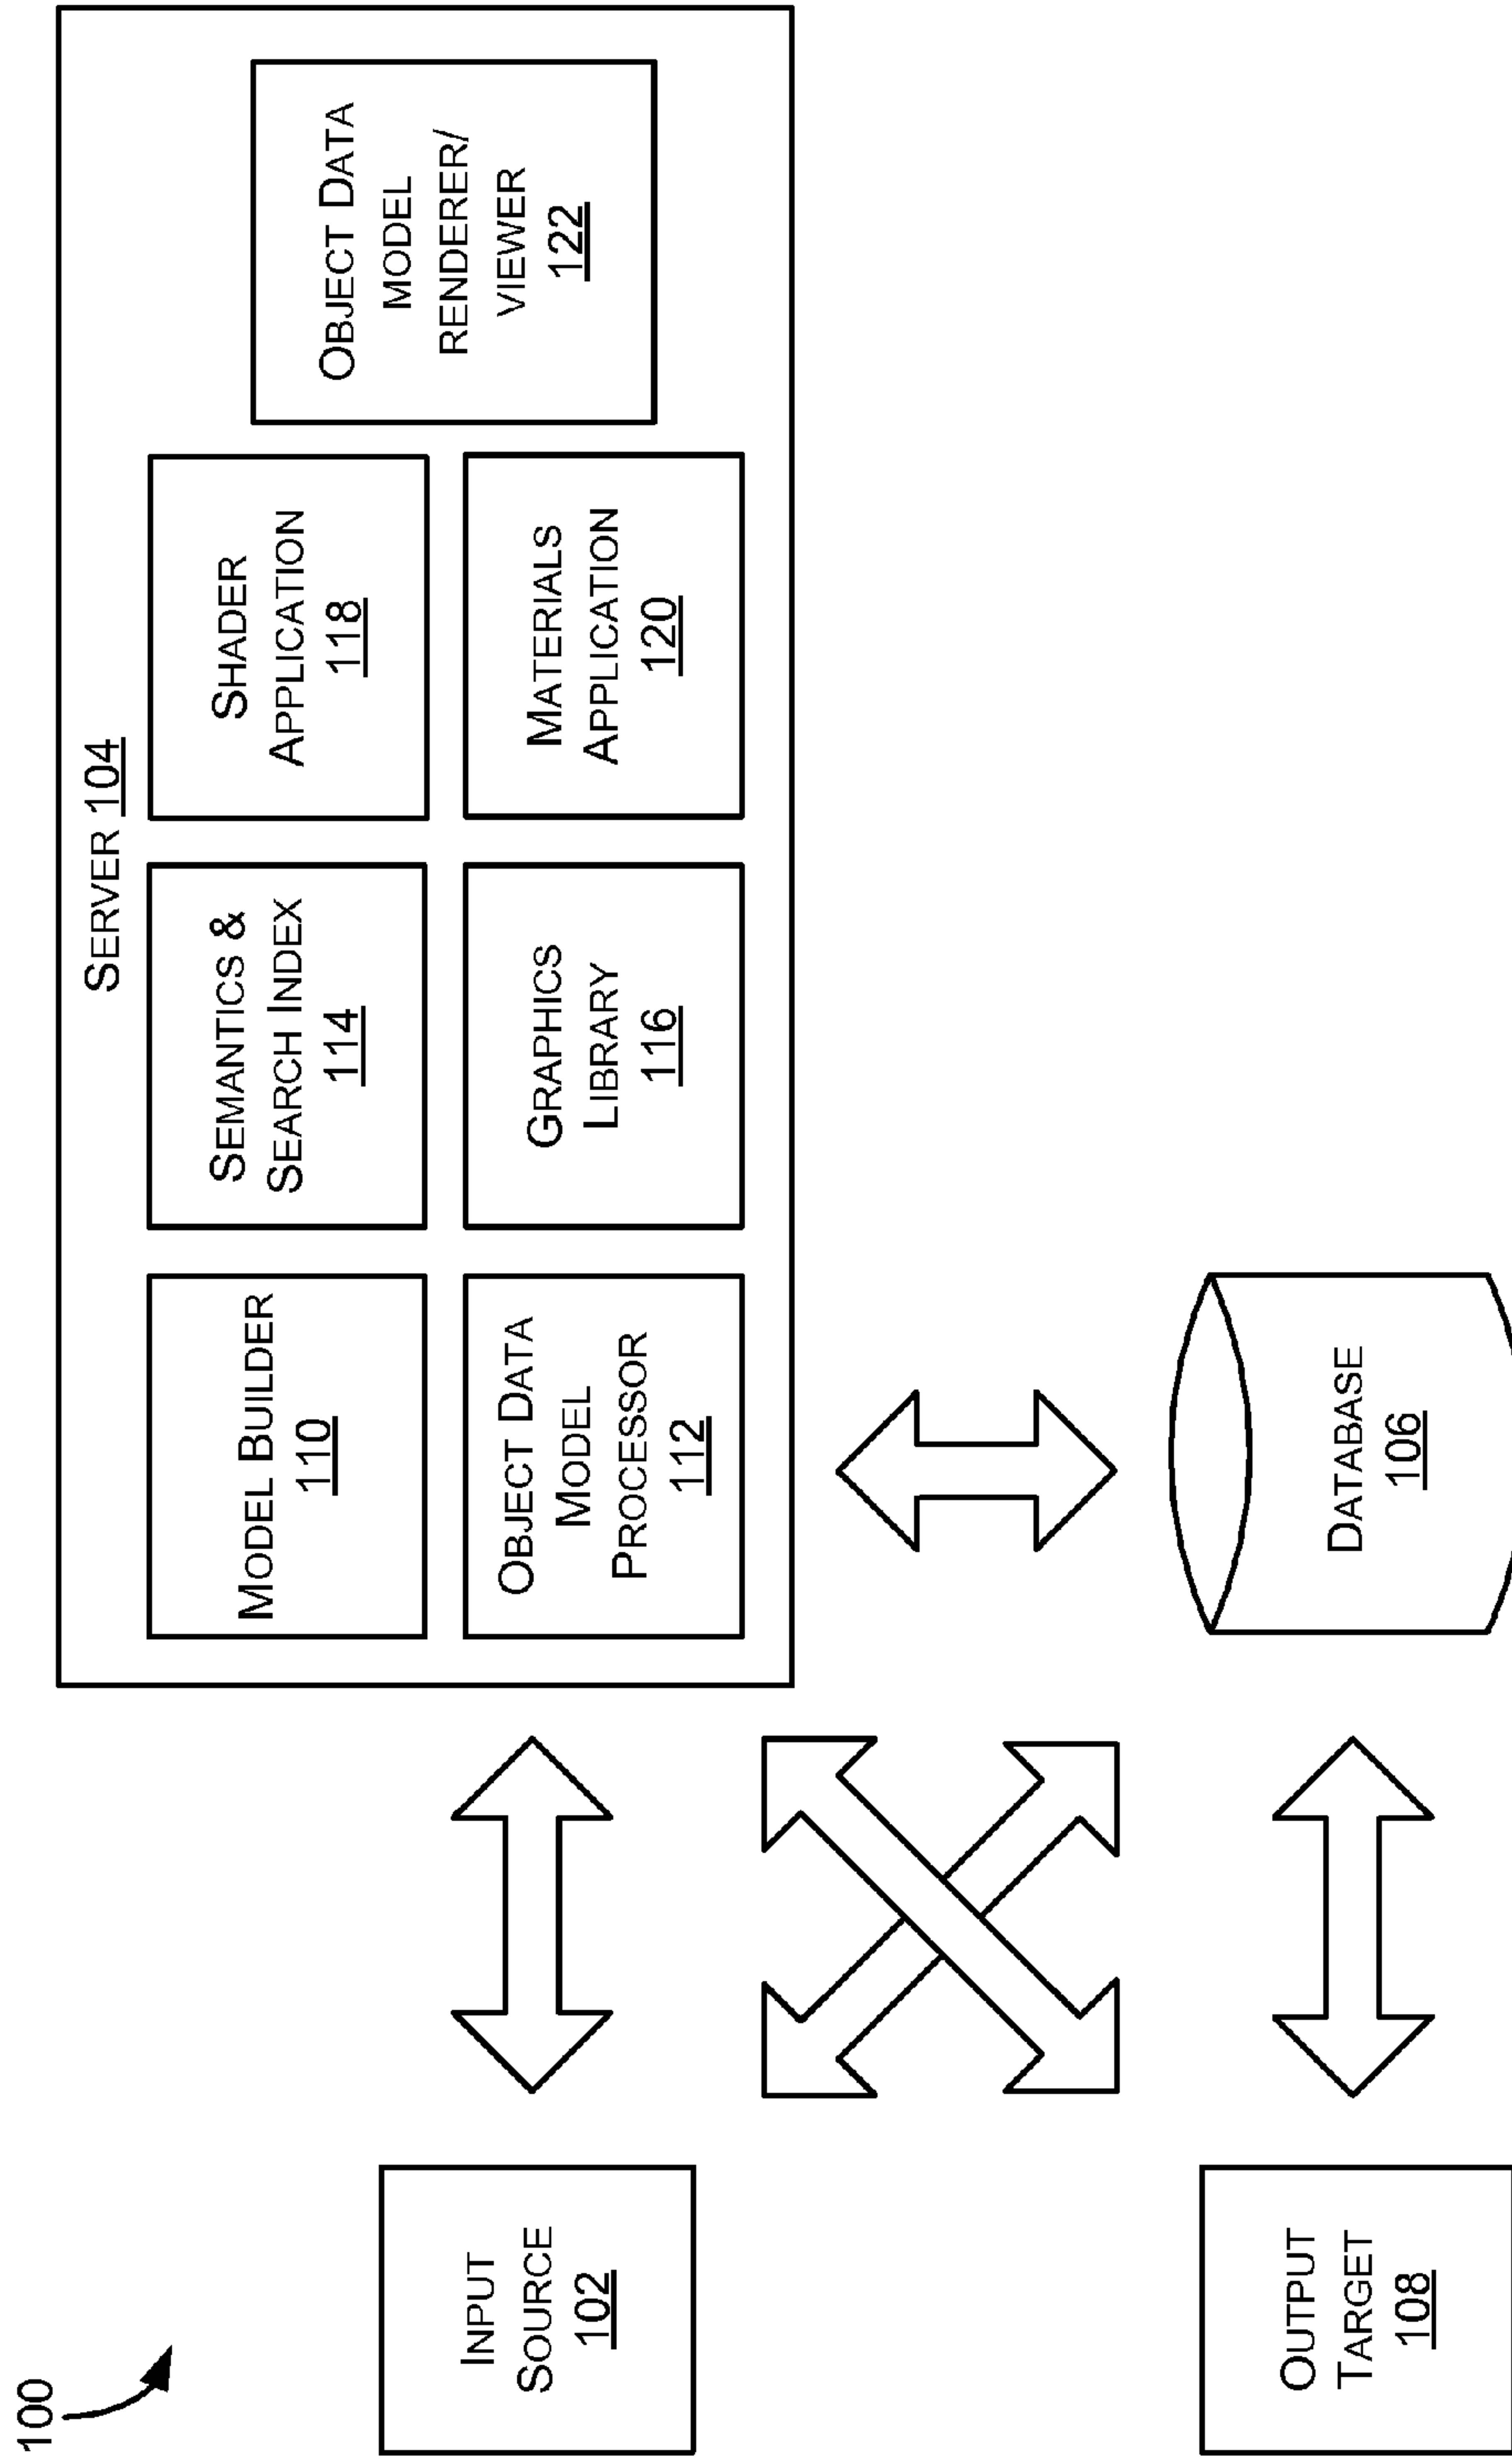 100
SERVER 104
MODEL BUILDER
110
SEMANTICS &
SEARCH INDEX
114
SHADER
APPLICATION
118
OBJECT DATA
MODEL
RENDERER/
VIEWER
122
OBJECT DATA
MODEL
PROCESSOR
112
GRAPHICS
LIBRARY
116
MATERIALS
APPLICATION
120
INPUT
SOURCE
102
OUTPUT
TARGET
108
DATABASE
106